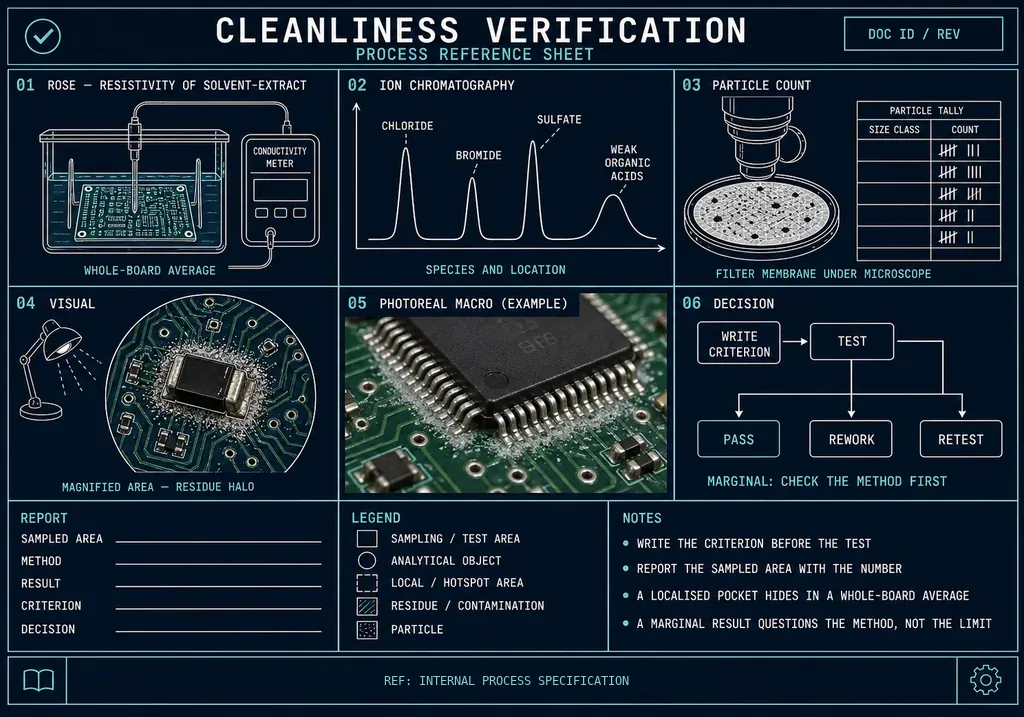 CLEANLINESS VERIFICATION
PROCESS REFERENCE SHEET
DOC ID / REV
01 ROSE — RESISTIVITY OF SOLVENT-EXTRACT
CONDUCTIVITY
METER
WHOLE-BOARD AVERAGE
02 ION CHROMATOGRAPHY
CHLORIDE
BROMIDE
SULFATE
WEAK
ORGANIC
ACIDS
SPECIES AND LOCATION
03 PARTICLE COUNT
PARTICLE TALLY
SIZE CLASS COUNT
FILTER MEMBRANE UNDER MICROSCOPE
04 VISUAL
MAGNIFIED AREA — RESIDUE HALO
05 PHOTOREAL MACRO (EXAMPLE)
06 DECISION
WRITE
CRITERION
TEST
PASS
REWORK
RETEST
MARGINAL: CHECK THE METHOD FIRST
REPORT
SAMPLED AREA
METHOD
RESULT
CRITERION
DECISION
LEGEND
SAMPLING / TEST AREA
ANALYTICAL OBJECT
LOCAL / HOTSPOT AREA
RESIDUE / CONTAMINATION
PARTICLE
NOTES
• WRITE THE CRITERION BEFORE THE TEST
• REPORT THE SAMPLED AREA WITH THE NUMBER
• A LOCALISED POCKET HIDES IN A WHOLE-BOARD AVERAGE
• A MARGINAL RESULT QUESTIONS THE METHOD, NOT THE LIMIT
REF: INTERNAL PROCESS SPECIFICATION